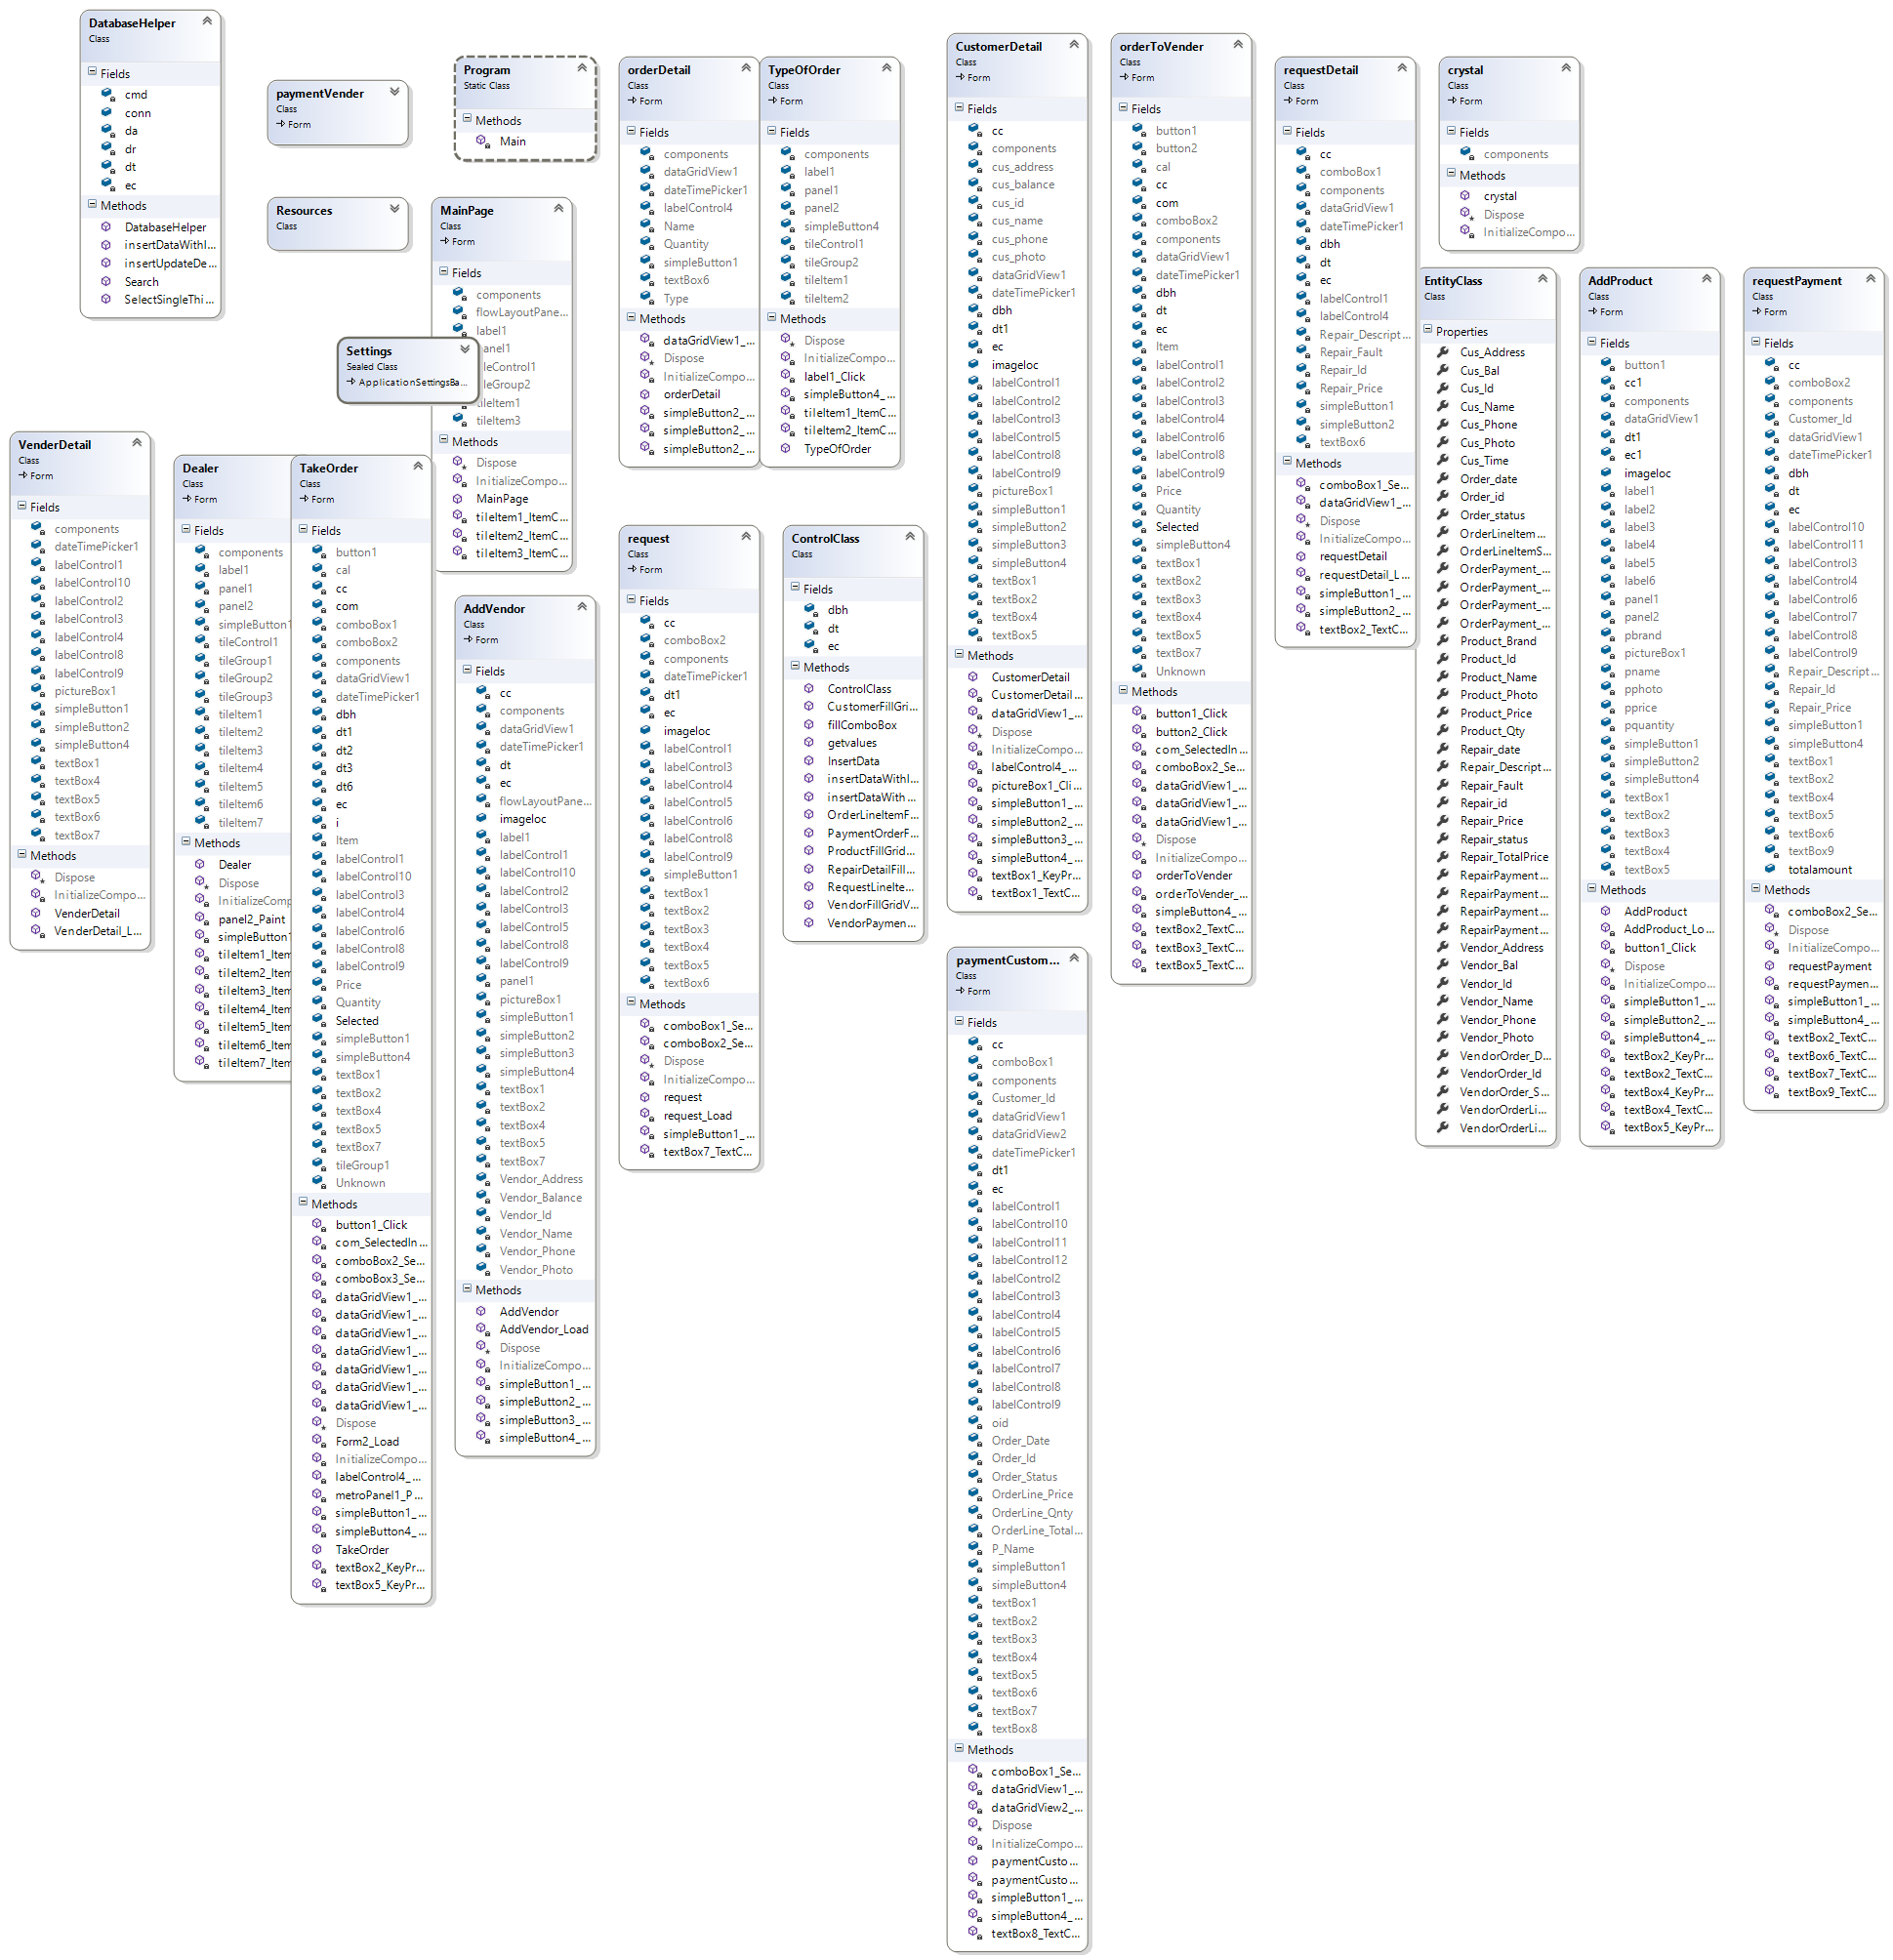 DatabaseHelper
Class
Fields
cmd
conn
da
dr
dt
ec
Methods
DatabaseHelper
insertDataWithI...
insertUpdateDe...
Search
SelectSingleThi...
paymentVender
Class
Form
Resources
Class
Program
Static Class
Methods
Main
MainPage
Class
Form
Fields
components
flowLayoutPane...
label1
panel1
tileControl1
tileGroup2
tileItem1
tileItem3
Methods
Dispose
InitializeCompo...
MainPage
tileItem1_ItemC...
tileItem2_ItemC...
tileItem3_ItemC...
Settings
Sealed Class
ApplicationSettingsBa...
orderDetail
Class
Form
Fields
components
dataGridView1
dateTimePicker1
labelControl4
Name
Quantity
simpleButton1
textBox6
Type
Methods
dataGridView1_...
Dispose
InitializeCompo...
orderDetail
simpleButton2_...
simpleButton2_...
simpleButton2_...
TypeOfOrder
Class
Form
Fields
components
label1
panel1
panel2
simpleButton4
tileControl1
tileGroup2
tileItem1
tileItem2
Methods
Dispose
InitializeCompo...
label1_Click
simpleButton4_...
tileItem1_ItemC...
tileItem2_ItemC...
TypeOfOrder
CustomerDetail
Class
Form
Fields
cc
components
cus_address
cus_balance
cus_id
cus_name
cus_phone
cus_photo
dataGridView1
dateTimePicker1
dbh
dt1
ec
imageloc
labelControl1
labelControl2
labelControl3
labelControl5
labelControl8
labelControl9
pictureBox1
simpleButton1
simpleButton2
simpleButton3
simpleButton4
textBox1
textBox2
textBox4
textBox5
Methods
CustomerDetail
CustomerDetail...
dataGridView1_...
Dispose
InitializeCompo...
labelControl4_...
pictureBox1_Cli...
simpleButton1_...
simpleButton2_...
simpleButton3_...
simpleButton4_...
textBox1_KeyPr...
textBox1_TextC...
orderToVender
Class
Form
Fields
button1
button2
cal
cc
com
comboBox2
components
dataGridView1
dateTimePicker1
dbh
dt
ec
Item
labelControl1
labelControl2
labelControl3
labelControl4
labelControl6
labelControl8
labelControl9
Price
Quantity
Selected
simpleButton4
textBox1
textBox2
textBox3
textBox4
textBox5
textBox7
Unknown
Methods
button1_Click
button2_Click
com_SelectedIn...
comboBox2_Se...
dataGridView1_...
dataGridView1_...
dataGridView1_...
Dispose
InitializeCompo...
orderToVender
orderToVender_...
simpleButton4_...
textBox2_TextC...
textBox3_TextC...
textBox5_TextC...
requestDetail
Class
Form
Fields
cc
comboBox1
components
dataGridView1
dateTimePicker1
dbh
dt
ec
labelControl1
labelControl4
Repair_Descript...
Repair_Fault
Repair_Id
Repair_Price
simpleButton1
simpleButton2
textBox6
Methods
comboBox1_Se...
dataGridView1_...
Dispose
InitializeCompo...
requestDetail
requestDetail_L...
simpleButton1_...
simpleButton2_...
textBox2_TextC...
crystal
Class
Form
Fields
components
Methods
crystal
Dispose
InitializeCompo...
EntityClass
Class
Properties
Cus_Address
Cus_Bal
Cus_Id
Cus_Name
Cus_Phone
Cus_Photo
Cus_Time
Order_date
Order_id
Order_status
OrderLineItem...
OrderLineItemS...
OrderPayment_...
OrderPayment_...
OrderPayment_...
OrderPayment_...
Product_Brand
Product_Id
Product_Name
Product_Photo
Product_Price
Product_Qty
Repair_date
Repair_Descript...
Repair_Fault
Repair_id
Repair_Price
Repair_status
Repair_TotalPrice
RepairPayment...
RepairPayment...
RepairPayment...
RepairPayment...
Vendor_Address
Vendor_Bal
Vendor_Id
Vendor_Name
Vendor_Phone
Vendor_Photo
VendorOrder_D...
VendorOrder_Id
VendorOrder_S...
VendorOrderLi...
VendorOrderLi...
AddProduct
Class
Form
Fields
button1
cc1
components
dataGridView1
dt1
ec1
imageloc
label1
label2
label3
label4
label5
label6
panel1
panel2
pbrand
pictureBox1
pname
pphoto
pprice
pquantity
simpleButton1
simpleButton2
simpleButton4
textBox1
textBox2
textBox3
textBox4
textBox5
Methods
AddProduct
AddProduct_Lo...
button1_Click
Dispose
InitializeCompo...
simpleButton1_...
simpleButton2_...
simpleButton4_...
textBox2_KeyPr...
textBox2_TextC...
textBox4_KeyPr...
textBox4_TextC...
textBox5_KeyPr...
requestPayment
Class
Form
Fields
cc
comboBox2
components
Customer_Id
dataGridView1
dateTimePicker1
dbh
dt
ec
labelControl10
labelControl11
labelControl3
labelControl4
labelControl6
labelControl7
labelControl8
labelControl9
Repair_Descript...
Repair_Id
Repair_Price
simpleButton1
simpleButton4
textBox1
textBox2
textBox4
textBox5
textBox6
textBox9
totalamount
Methods
comboBox2_Se...
Dispose
InitializeCompo...
requestPayment
requestPaymen...
simpleButton1_...
simpleButton4_...
textBox2_TextC...
textBox6_TextC...
textBox7_TextC...
textBox9_TextC...
VenderDetail
Class
Form
Fields
components
dateTimePicker1
labelControl1
labelControl10
labelControl2
labelControl3
labelControl4
labelControl8
labelControl9
pictureBox1
simpleButton1
simpleButton2
simpleButton4
textBox1
textBox4
textBox5
textBox6
textBox7
Methods
Dispose
InitializeCompo...
VenderDetail
VenderDetail_L...
Dealer
Class
Form
Fields
components
label1
panel1
panel2
simpleButton1
tileControl1
tileGroup1
tileGroup2
tileGroup3
tileItem1
tileItem2
tileItem3
tileItem4
tileItem5
tileItem6
tileItem7
Methods
Dealer
Dispose
InitializeComp
panel2_Paint
simpleButton1
tileItem1_Item
tileItem2_Item
tileItem3_Item
tileItem4_Item
tileItem5_Item
tileItem6_Item
tileItem7_Item
TakeOrder
Class
Form
Fields
button1
cal
cc
com
comboBox1
comboBox2
components
dataGridView1
dateTimePicker1
dbh
dt1
dt2
dt3
dt6
ec
i
Item
labelControl1
labelControl10
labelControl3
labelControl4
labelControl6
labelControl8
labelControl9
Price
Quantity
Selected
simpleButton1
simpleButton4
textBox1
textBox2
textBox4
textBox5
textBox7
tileGroup1
Unknown
Methods
button1_Click
com_SelectedIn...
comboBox2_Se...
comboBox3_Se...
dataGridView1_...
dataGridView1_...
dataGridView1_...
dataGridView1_...
dataGridView1_...
dataGridView1_...
dataGridView1_...
Dispose
Form2_Load
InitializeCompo...
labelControl4_...
metroPanel1_P...
simpleButton1_...
simpleButton4_...
TakeOrder
textBox2_KeyPr...
textBox5_KeyPr...
AddVendor
Class
Form
Fields
cc
components
dataGridView1
dateTimePicker1
dt
ec
flowLayoutPane...
imageloc
label1
labelControl1
labelControl10
labelControl2
labelControl3
labelControl5
labelControl8
labelControl9
panel1
pictureBox1
simpleButton1
simpleButton2
simpleButton3
simpleButton4
textBox1
textBox2
textBox4
textBox5
textBox7
Vendor_Address
Vendor_Balance
Vendor_Id
Vendor_Name
Vendor_Phone
Vendor_Photo
Methods
AddVendor
AddVendor_Load
Dispose
InitializeCompo...
simpleButton1_...
simpleButton2_...
simpleButton3_...
simpleButton4_...
request
Class
Form
Fields
cc
comboBox2
components
dateTimePicker1
dt1
ec
imageloc
labelControl1
labelControl3
labelControl4
labelControl5
labelControl6
labelControl8
labelControl9
simpleButton1
textBox1
textBox2
textBox3
textBox4
textBox5
textBox6
Methods
comboBox1_Se...
comboBox2_Se...
Dispose
InitializeCompo...
request
request_Load
simpleButton1_...
textBox7_TextC...
ControlClass
Class
Fields
dbh
dt
ec
Methods
ControlClass
CustomerFillGri...
fillComboBox
getvalues
InsertData
insertDataWithI...
insertDataWith...
OrderLineItemF...
PaymentOrderF...
ProductFillGrid...
RepairDetailFill...
RequestLineIte...
VendorFillGridV...
VendorPaymen...
paymentCustom...
Class
Form
Fields
cc
comboBox1
components
Customer_Id
dataGridView1
dataGridView2
dateTimePicker1
dt1
ec
labelControl1
labelControl10
labelControl11
labelControl12
labelControl2
labelControl3
labelControl4
labelControl5
labelControl6
labelControl7
labelControl8
labelControl9
oid
Order_Date
Order_Id
Order_Status
OrderLine_Price
OrderLine_Qnty
OrderLine_Total...
P_Name
simpleButton1
simpleButton4
textBox1
textBox2
textBox3
textBox4
textBox5
textBox6
textBox7
textBox8
Methods
comboBox1_Se...
dataGridView1_...
dataGridView2_...
Dispose
InitializeCompo...
paymentCusto...
paymentCusto...
simpleButton1_...
simpleButton4_...
textBox8_TextC...